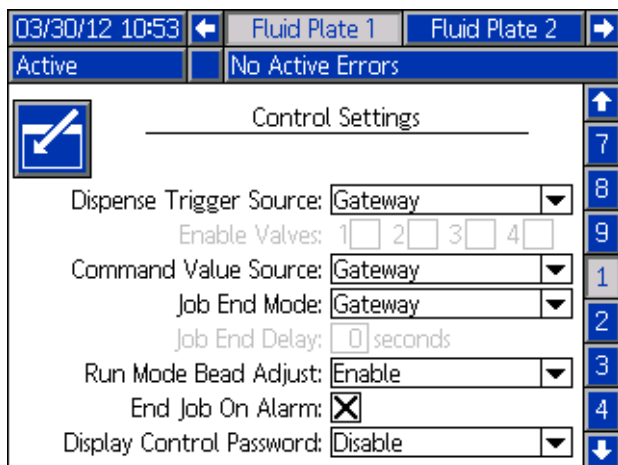 03/30/12 10:53 Fluid Plate 1 Fluid Plate 2
Active No Active Errors
Control Settings
7
Dispense Trigger Source: Gateway
8
Enable Valves: 1 2 3 4
9
Command Value Source: Gateway
1
Job End Mode: Gateway
2
Job End Delay: 0 seconds
Run Mode Bead Adjust: Enable
3
End Job On Alarm:
4
Display Control Password: Disable